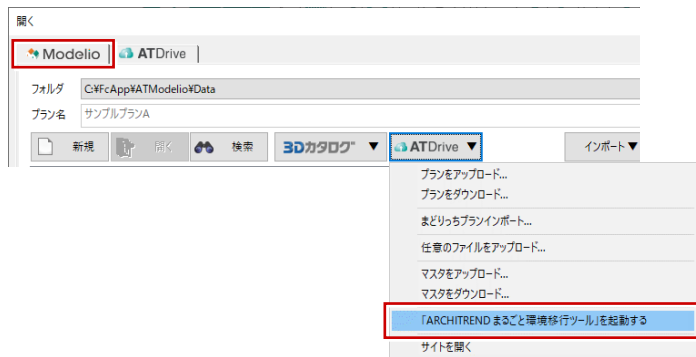 開く
Modelio ATDrive
フォルダ C:¥FcApp¥ATModelio¥Data
プラン名 サンプルプランA
新規 開く 検索 3Dカタログ ▼ ATDrive ▼ インポート▼
プランをアップロード...
プランをダウンロード...
まどりっちプランインポート...
任意のファイルをアップロード...
マスタをアップロード...
マスタをダウンロード...
「ARCHITREND まるごと環境移行ツール」を起動する
サイトを開く